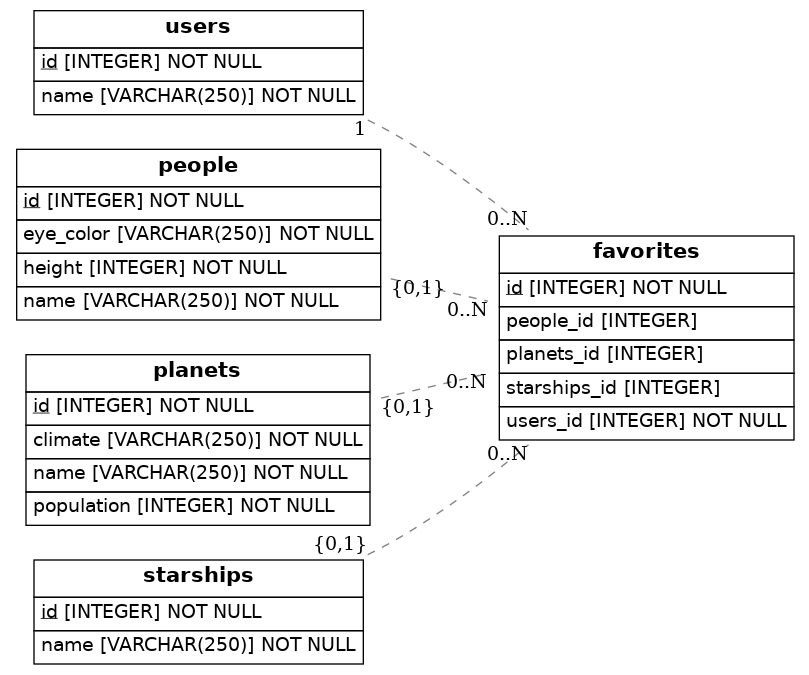 users
id [INTEGER] NOT NULL
name [VARCHAR(250)] NOT NULL
1
people
id [INTEGER] NOT NULL
eye_color [VARCHAR(250)] NOT NULL
height [INTEGER] NOT NULL
name [VARCHAR(250)] NOT NULL
{0,1}
planets
id [INTEGER] NOT NULL
climate [VARCHAR(250)] NOT NULL
name [VARCHAR(250)] NOT NULL
population [INTEGER] NOT NULL
{0,1}
starships
id [INTEGER] NOT NULL
name [VARCHAR(250)] NOT NULL
{0,1}
0..N
0..N
0..N
0..N
favorites
id [INTEGER] NOT NULL
people_id [INTEGER]
planets_id [INTEGER]
starships_id [INTEGER]
users_id [INTEGER] NOT NULL